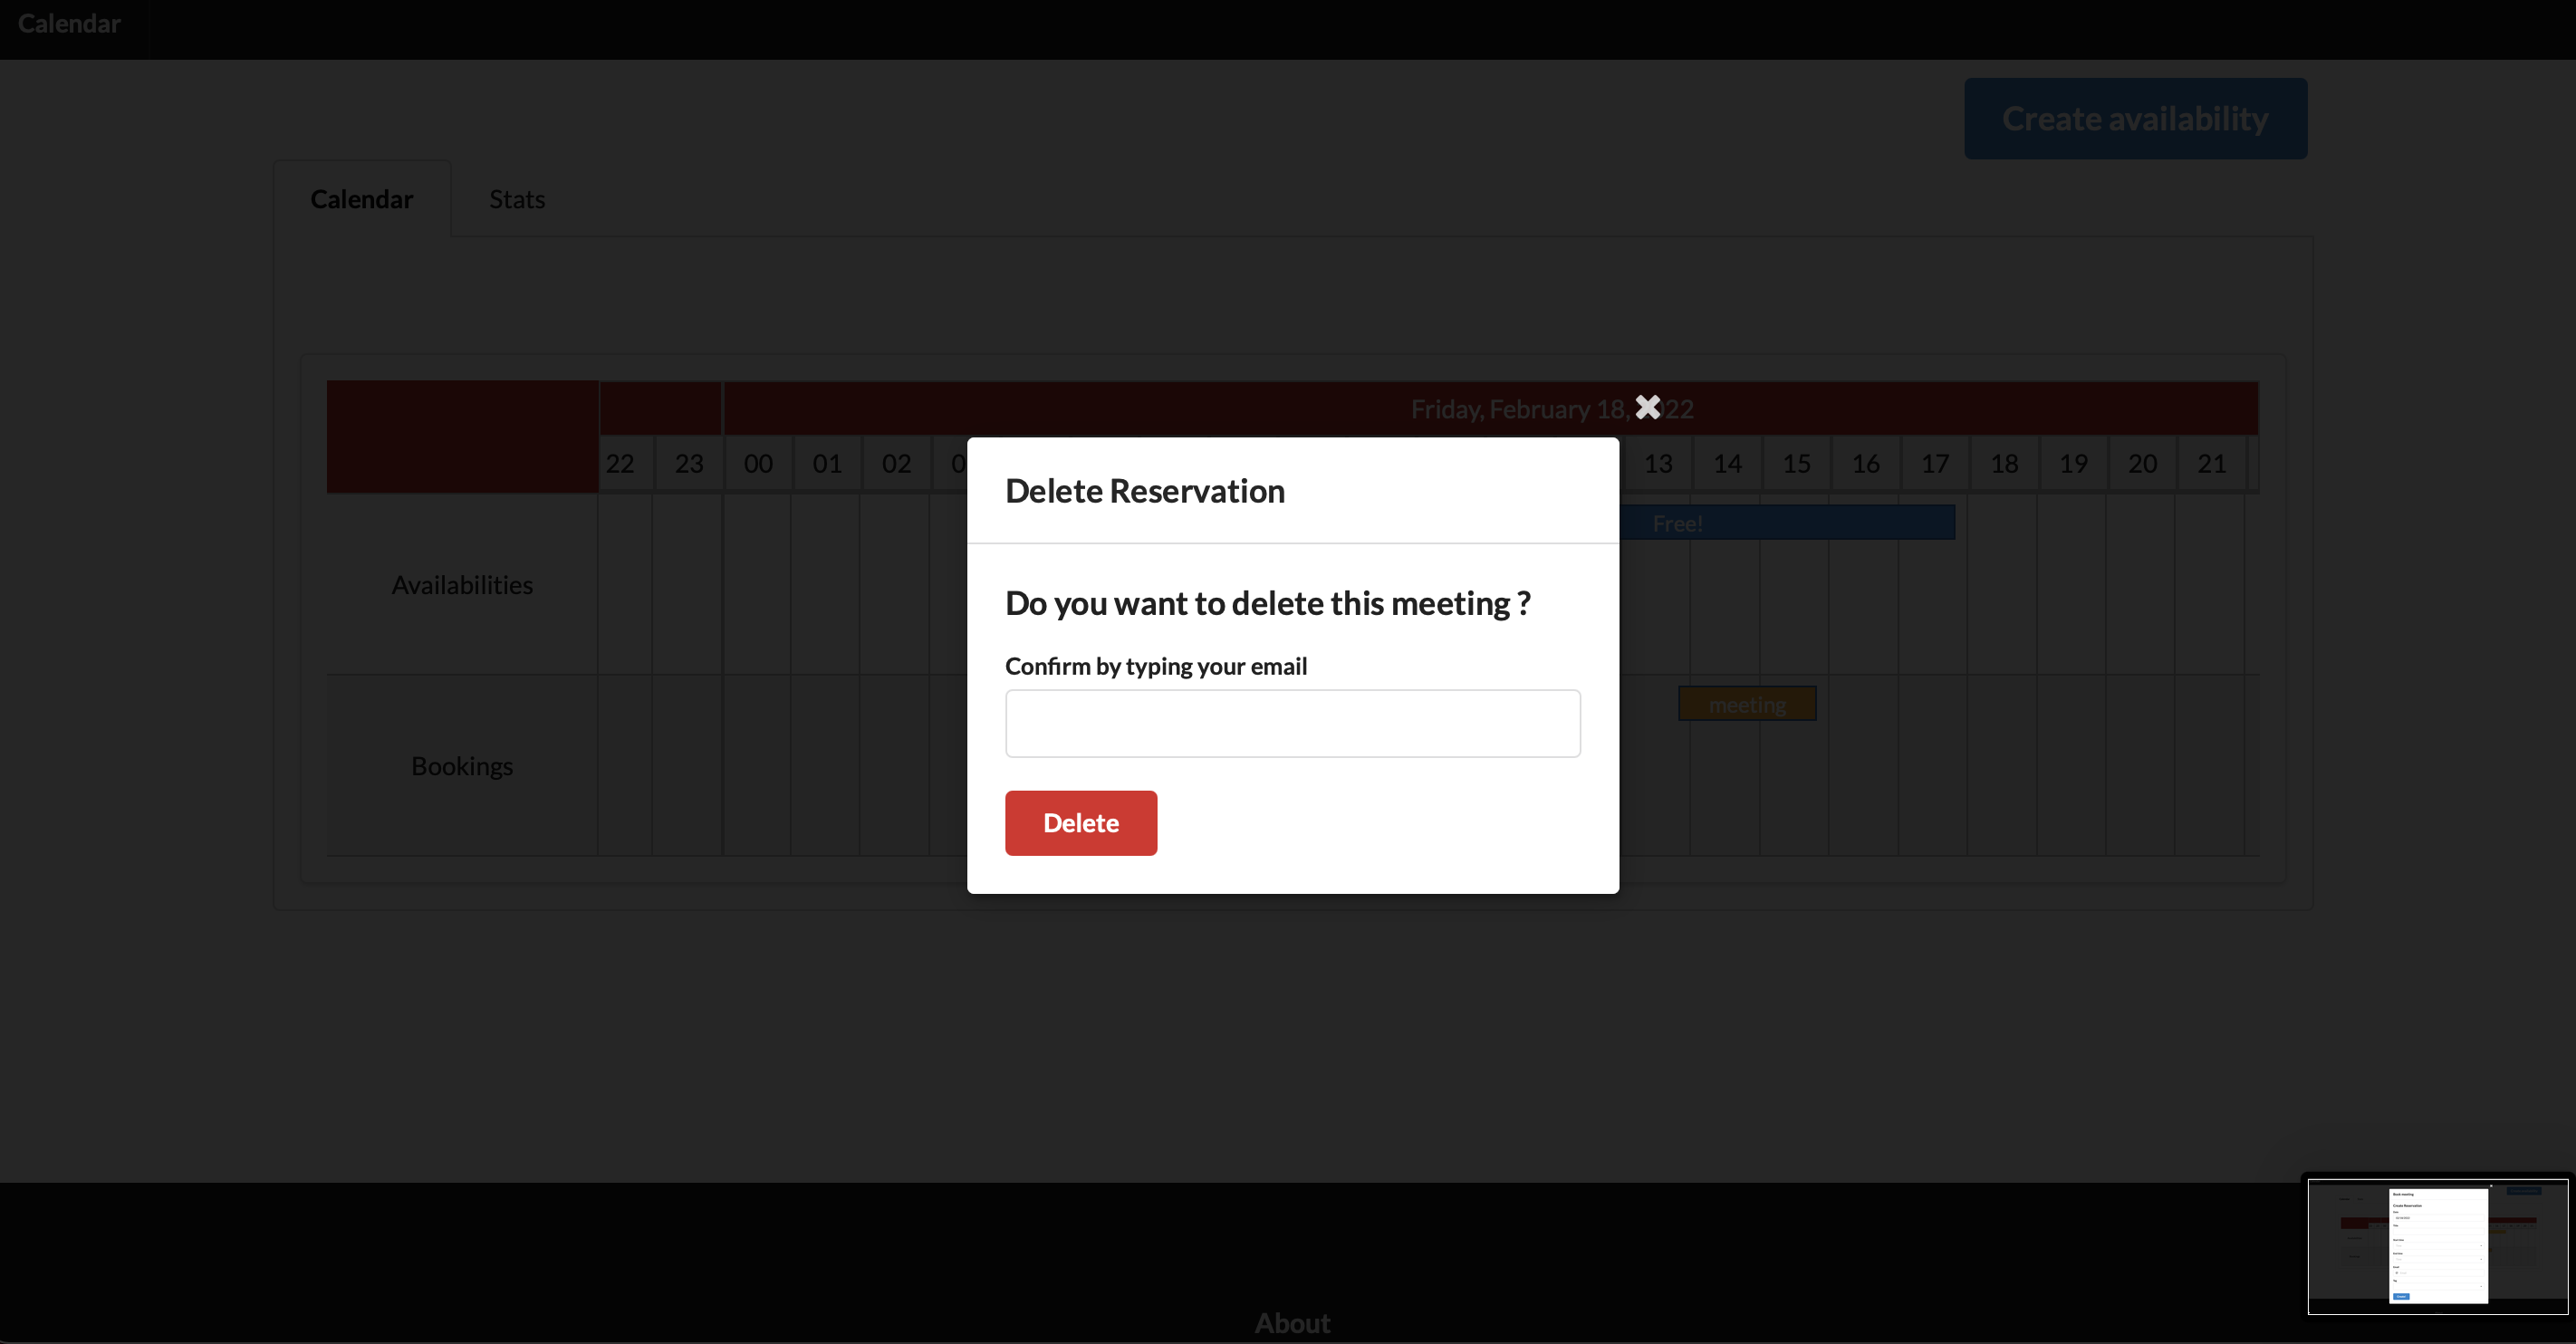 Calendar
Create availability
Calendar Stats
Friday, February 18, 22
22 23 00 01 02 0 13 14 15 16 17 18 19 20 21
Free!
Availabilities
meeting
Bookings
Delete Reservation
Do you want to delete this meeting ?
Confirm by typing your email
Delete
About